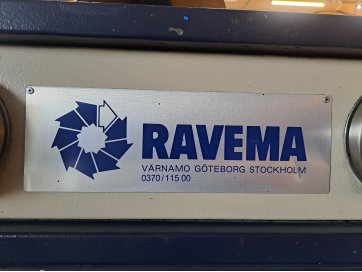 RAVEMA
VÄRNAMO GÖTEBORG STOCKHOLM
0370/115 00